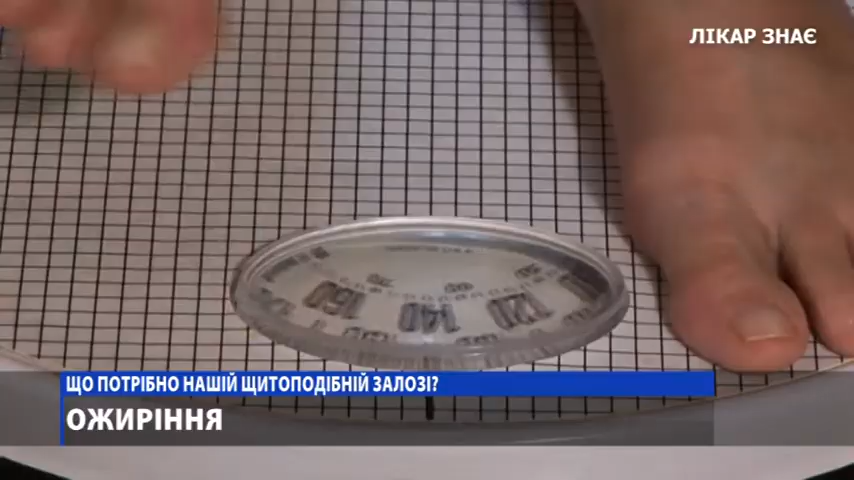 ЛІКАР ЗНАЄ
160
140
120
ЩО ПОТРІБНО НАШІЙ ЩИТОПОДІБНІЙ ЗАЛОЗІ?
ОЖИРІННЯ